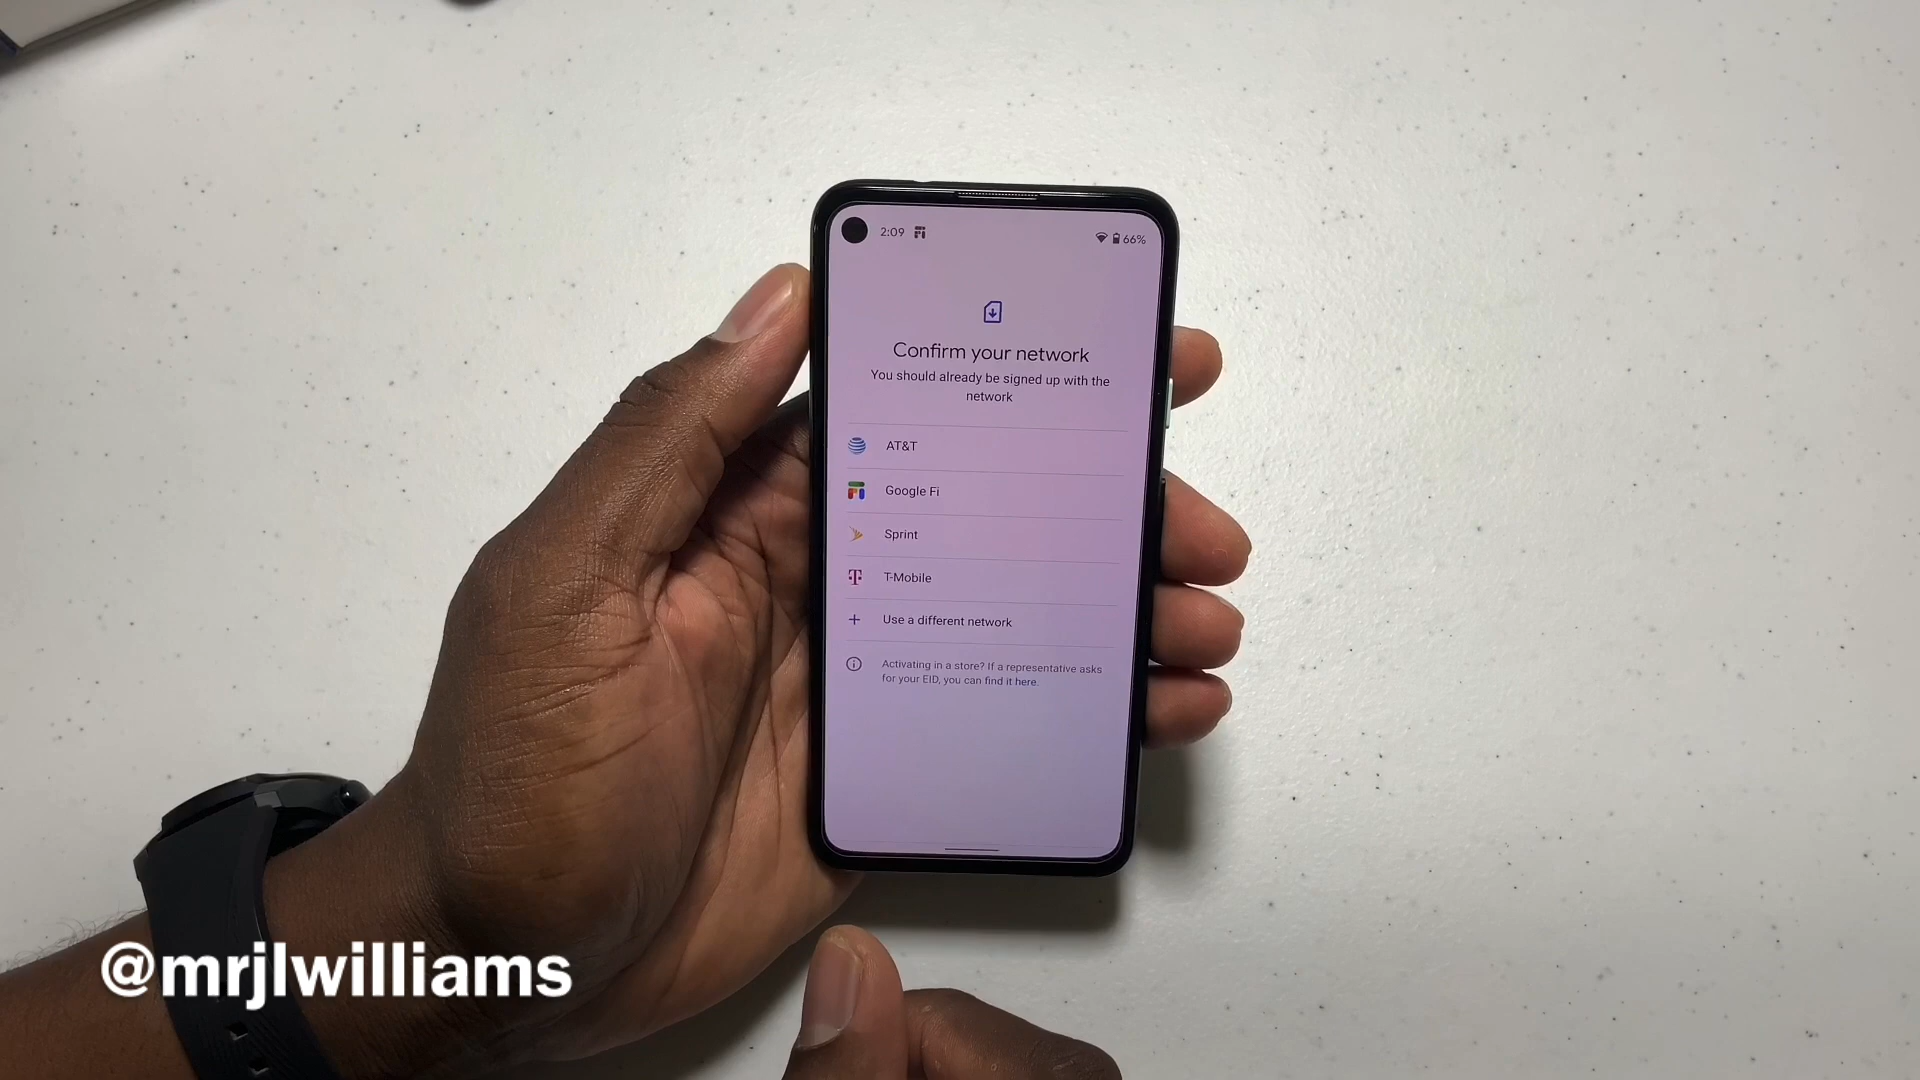 2:09
66%
Confirm your network
You should already be signed up with the
network
AT&T
Google Fi
Sprint
T-Mobile
Use a different network
Activating in a store? If a representative asks
for your EID, you can find it here.
@mrjlwilliams